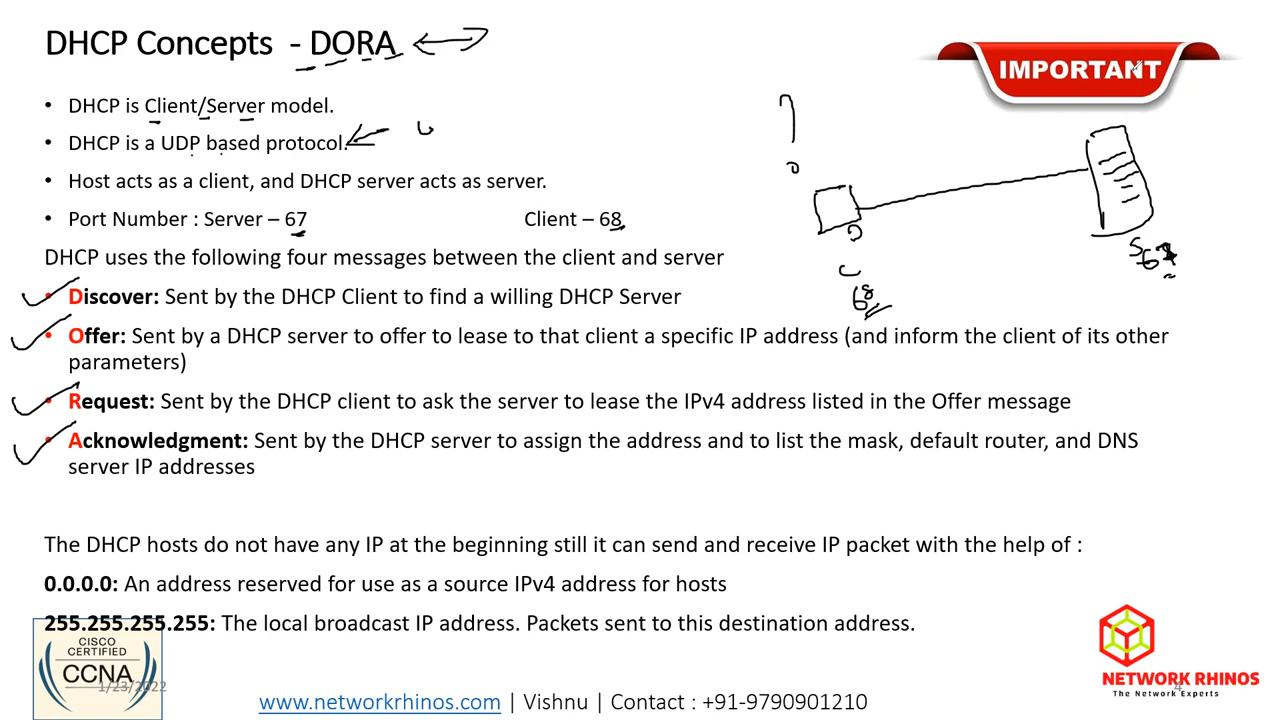 DHCP Concepts - DORA
IMPORTANT
• DHCP is Client/Server model.
• DHCP is a UDP based protocol.
• Host acts as a client, and DHCP server acts as server.
• Port Number : Server – 67 Client – 68
DHCP uses the following four messages between the client and server
• Discover: Sent by the DHCP Client to find a willing DHCP Server
• Offer: Sent by a DHCP server to offer to lease to that client a specific IP address (and inform the client of its other
parameters)
• Request: Sent by the DHCP client to ask the server to lease the IPv4 address listed in the Offer message
• Acknowledgment: Sent by the DHCP server to assign the address and to list the mask, default router, and DNS
server IP addresses
68
The DHCP hosts do not have any IP at the beginning still it can send and receive IP packet with the help of :
0.0.0.0: An address reserved for use as a source IPv4 address for hosts
255.255.255.255: The local broadcast IP address. Packets sent to this destination address.
CISCO
CERTIFIED
CCNA
1/23/2022
www.networkrhinos.com | Vishnu | Contact : +91-9790901210
NETWORK RHINOS
The Network Experts
4